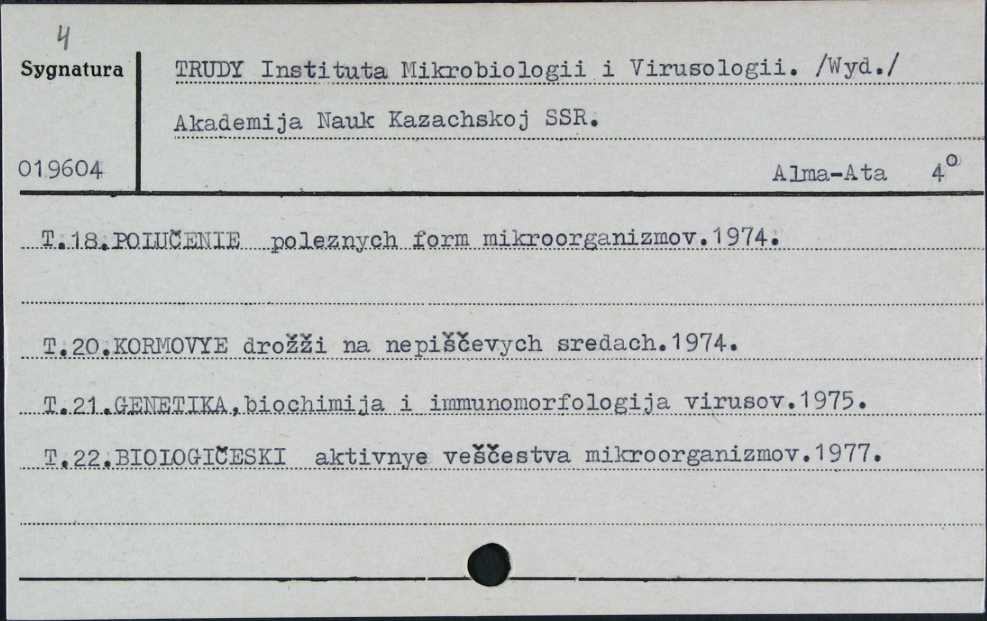 4
Sygnatura
TRUDY Instituta Mikrobiologii i Virusologii. /Wyd./
Akademija Nauk Kazachskoj SSR.
019604
Alma-Ata 4°
T.18.POLUČENIE poleznych form mikroorganizmov.1974.
T.20.KORMOVYE drožži na nepiščevych sredach.1974.
T.21.GENETIKA,biochimija i immunomorfologija virusov.1975.
T.22.BIOLOGIČESKI aktivnye veščestva mikroorganizmov.1977.